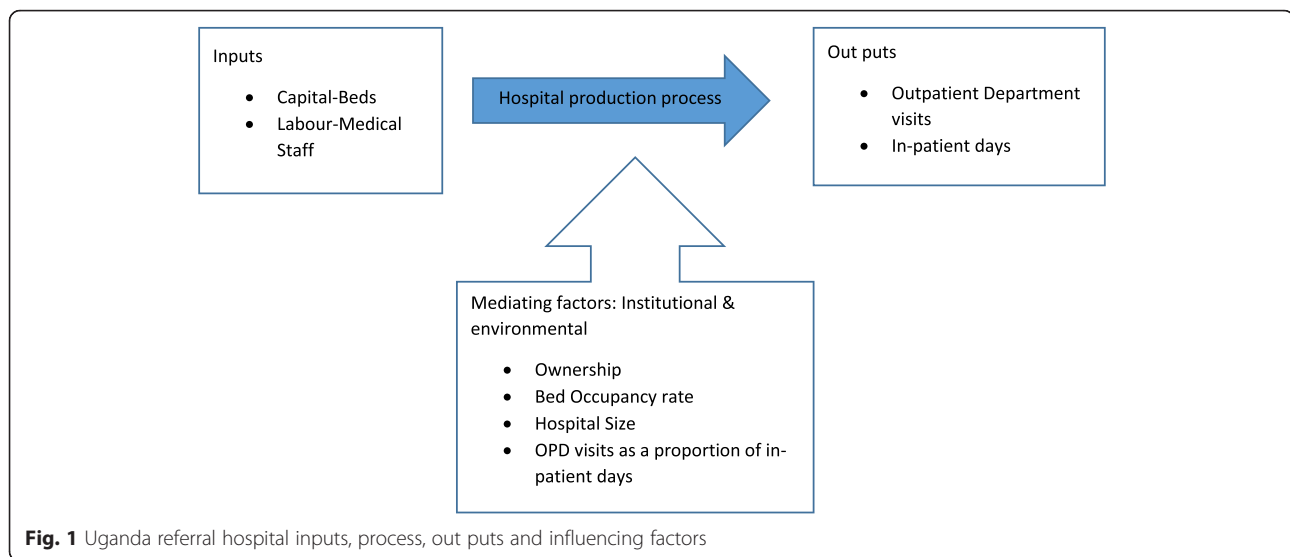 Inputs
• Capital-Beds
• Labour-Medical
Staff
Hospital production process
Out puts
• Outpatient Department
visits
• In-patient days
Mediating factors: Institutional &
environmental
• Ownership
• Bed Occupancy rate
• Hospital Size
• OPD visits as a proportion of in-
patient days
Fig. 1 Uganda referral hospital inputs, process, out puts and influencing factors